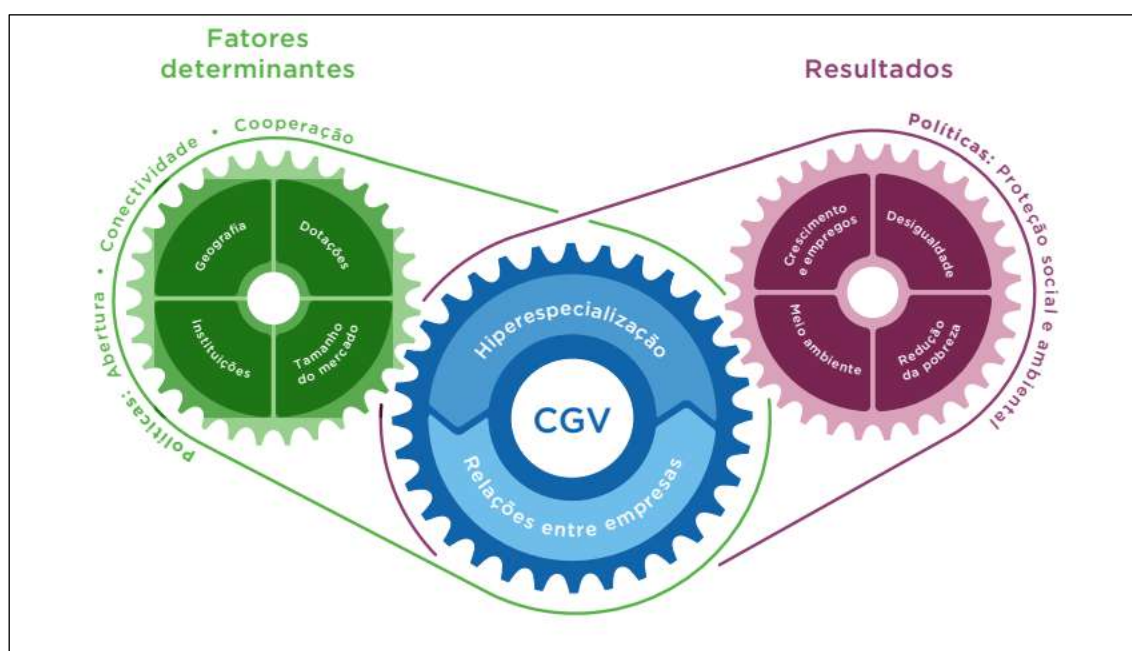 Fatores
determinantes
Resultados
Políticas: Abertura • Conectividade • Cooperação
Geografia
Dotações
Instituições
Tamanho
do mercado
Hiperespecialização
CGV
Relações entre empresas
Políticas: Proteção social e ambiental
Crescimento
e empregos
Desigualdade
Meio ambiente
Redução
da pobreza